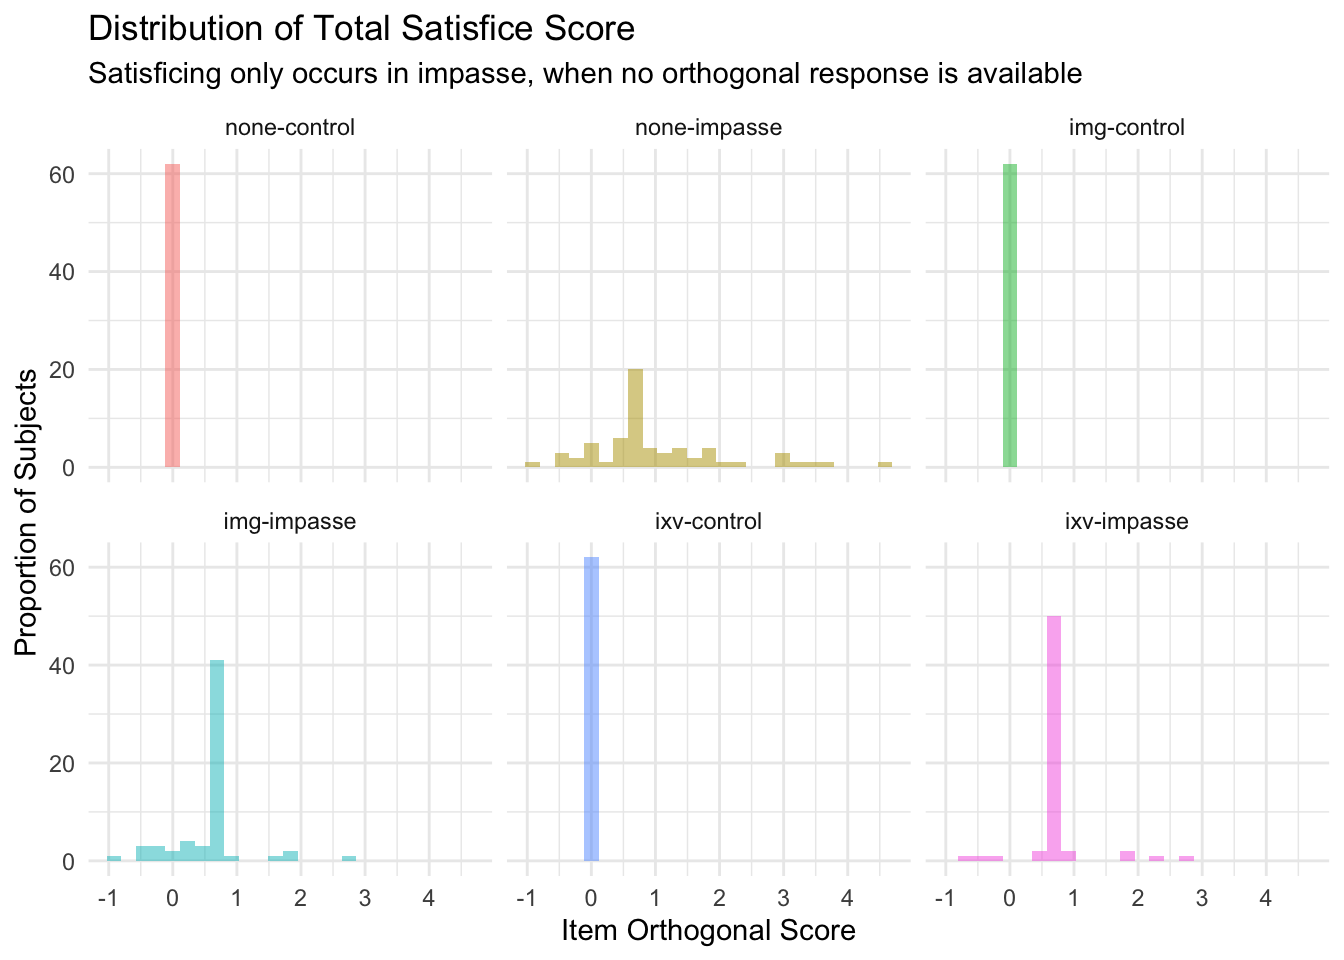 Distribution of Total Satisfice Score
Satisficing only occurs in impasse, when no orthogonal response is available
none-control
none-impasse
img-control
60
40
20
0
img-impasse
ixv-control
ixv-impasse
60
40
20
0
-1 0 1 2 3 4
-1 0 1 2 3 4
-1 0 1 2 3 4
Item Orthogonal Score
Proportion of Subjects